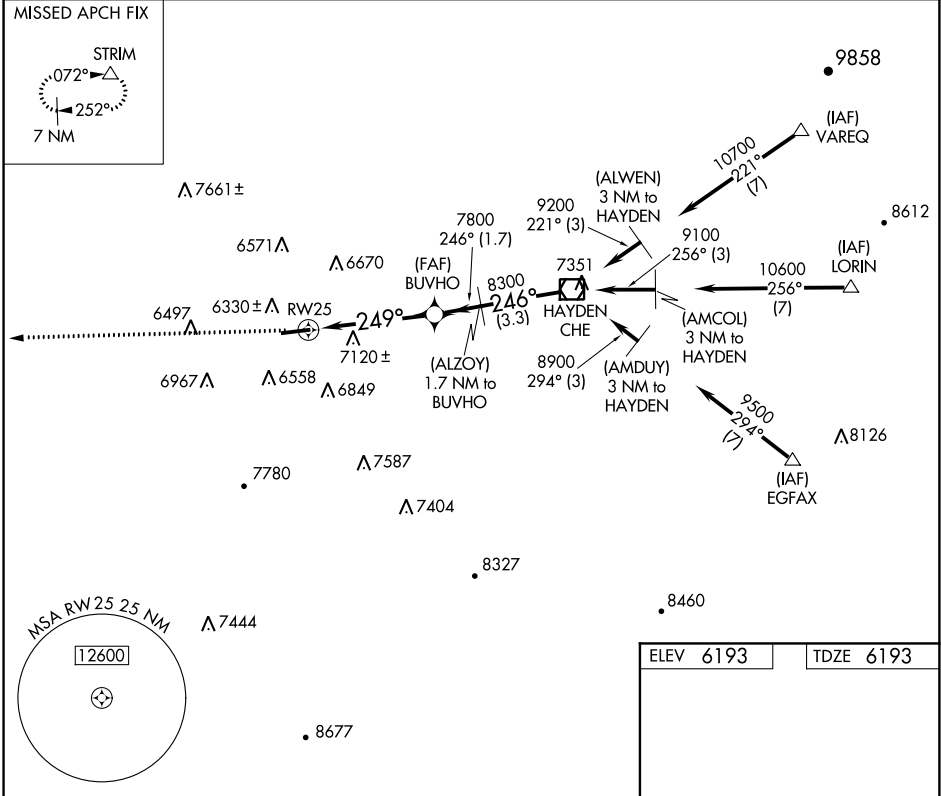 MISSED APCH FIX
STRIM
072°
252°
7 NM
9858
(IAF)
VAREQ
10700
221°
(7)
(ALWEN)
3 NM to
HAYDEN
9200
221° (3)
7661±
7800
246° (1.7)
8612
9100
256° (3)
6571
6670
(FAF)
BUVHO
7351
(IAF)
LORIN
10600
256°
(7)
8300
246°
(3.3)
HAYDEN
CHE
6330±
RW25
6497
249°
7120±
(AMCOL)
3 NM to
HAYDEN
(ALZOY)
1.7 NM to
BUVHO
8900
294° (3)
(AMDUY)
3 NM to
HAYDEN
6967
6558
6849
9500
294°
(7)
8126
(IAF)
EGFAX
7587
7780
7404
8327
8460
MSA RW25 25 NM
12600
7444
8677
ELEV 6193
TDZE 6193